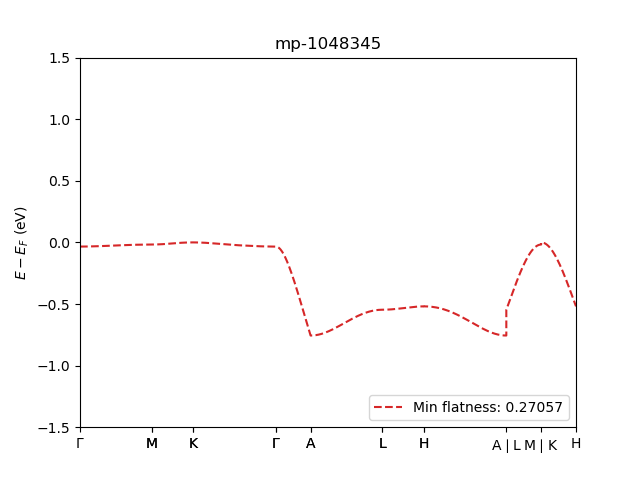 mp-1048345
1.5
1.0
0.5
0.0
−0.5
−1.0
−1.5
E − E_F (eV)
Min flatness: 0.27057
Γ M K Γ A L H A | L M | K H